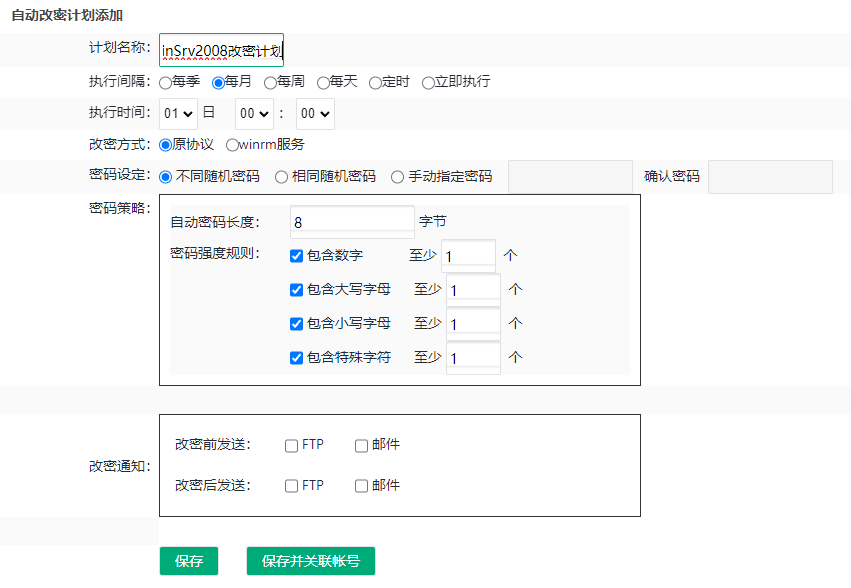 自动改密计划添加
计划名称: inSrv2008改密计划
执行间隔: 每季 每月 每周 每天 定时 立即执行
执行时间: 01 日 00 : 00
改密方式: 原协议 winrm服务
密码设定: 不同随机密码 相同随机密码 手动指定密码 确认密码
密码策略:
自动密码长度: 8 字节
密码强度规则: 包含数字 至少 1 个
包含大写字母 至少 1 个
包含小写字母 至少 1 个
包含特殊字符 至少 1 个
改密通知:
改密前发送: FTP 邮件
改密后发送: FTP 邮件
保存 保存并关联帐号